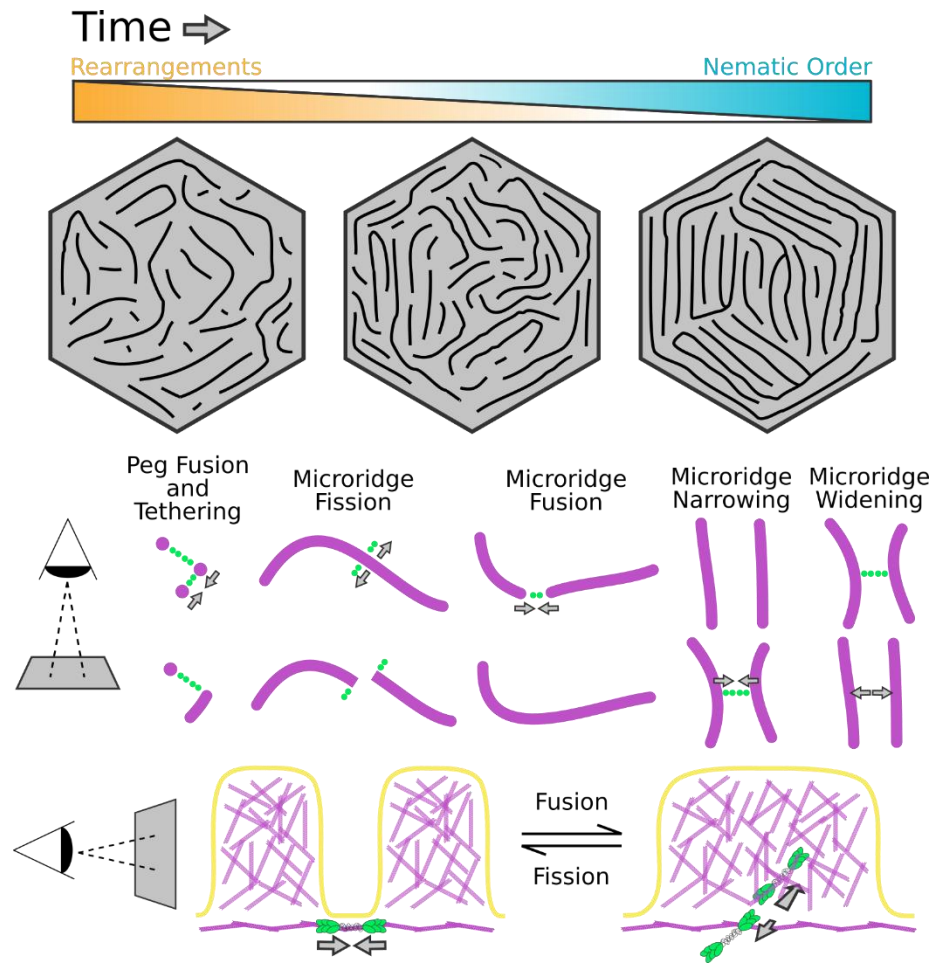 Time
Rearrangements
Nematic Order
Peg Fusion
and
Tethering
Microridge
Fission
Microridge
Fusion
Microridge
Narrowing
Microridge
Widening
Fusion
Fission